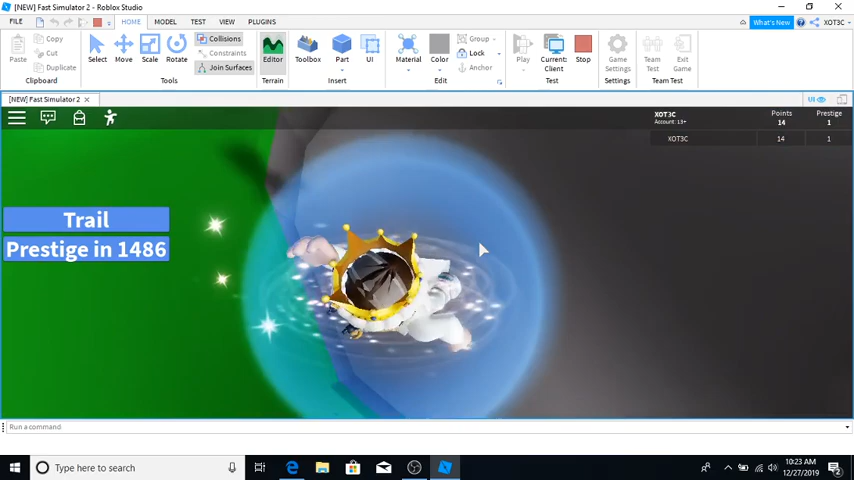 [NEW] Fast Simulator 2 - Roblox Studio
FILE HOME MODEL TEST VIEW PLUGINS What's New XOT3C
Paste Copy Cut Duplicate Select Move Scale Rotate Collisions Constraints Join Surfaces Editor Toolbox Part UI Material Color Group Lock Anchor Play Current: Client Stop Game Settings Team Test Exit Game
Clipboard Tools Terrain Insert Edit Test Settings Team Test
[NEW] Fast Simulator 2 UI
XOT3C Points Prestige
Account: 13+ 14 1
XOT3C 14 1
Trail
Prestige in 1486
Run a command
Type here to search
10:23 AM
12/27/2019
2